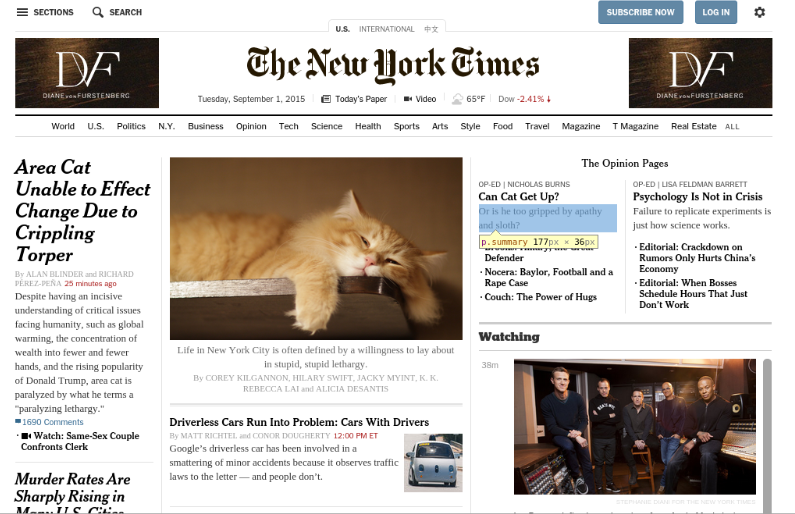 SECTIONS SEARCH SUBSCRIBE NOW LOG IN
U.S. INTERNATIONAL 中文
DVF
DIANE VON FURSTENBERG
The New York Times
DVF
DIANE VON FURSTENBERG
Tuesday, September 1, 2015 Today's Paper Video 65°F Dow -2.41% ↓
World U.S. Politics N.Y. Business Opinion Tech Science Health Sports Arts Style Food Travel Magazine T Magazine Real Estate ALL
Area Cat
Unable to Effect
Change Due to
Crippling
Torper
By ALAN BLINDER and RICHARD
PÉREZ-PEÑA 25 minutes ago
Despite having an incisive
understanding of critical issues
facing humanity, such as global
warming, the concentration of
wealth into fewer and fewer
hands, and the rising popularity
of Donald Trump, area cat is
paralyzed by what he terms a
"paralyzing lethargy."
1690 Comments
· Watch: Same-Sex Couple
Confronts Clerk
Murder Rates Are
Sharply Rising in
Many U.S. Cities
Life in New York City is often defined by a willingness to lay about
in stupid, stupid lethargy.
By COREY KILGANNON, HILARY SWIFT, JACKY MYINT, K. K.
REBECCA LAI and ALICIA DESANTIS
Driverless Cars Run Into Problem: Cars With Drivers
By MATT RICHTEL and CONOR DOUGHERTY 12:00 PM ET
Google's driverless car has been involved in a
smattering of minor accidents because it observes traffic
laws to the letter — and people don't.
The Opinion Pages
OP-ED | NICHOLAS BURNS
Can Cat Get Up?
Or is he too gripped by apathy
and sloth?
p.summary 177px × 36px
Defender
· Nocera: Baylor, Football and a
Rape Case
· Couch: The Power of Hugs
OP-ED | LISA FELDMAN BARRETT
Psychology Is Not in Crisis
Failure to replicate experiments is
just how science works.
· Editorial: Crackdown on
Rumors Only Hurts China's
Economy
· Editorial: When Bosses
Schedule Hours That Just
Don't Work
Watching
38m
STEPHANIE DIANI FOR THE NEW YORK TIMES